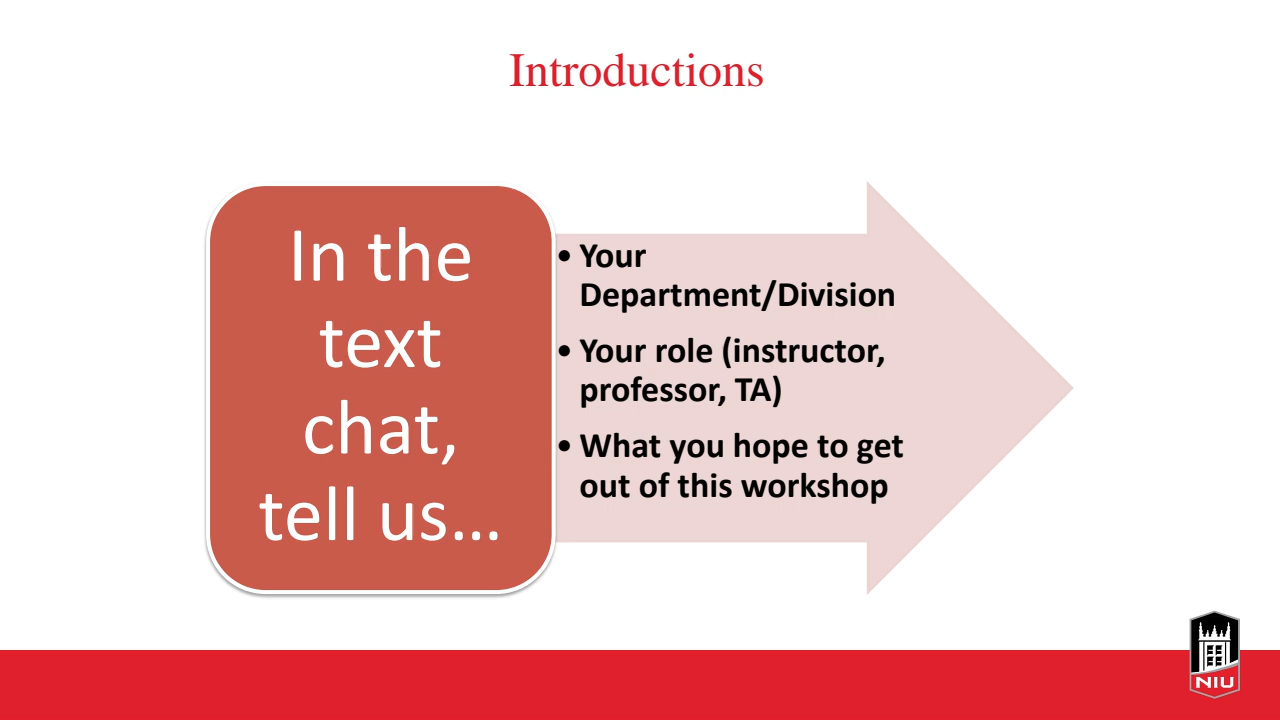 Introductions
In the
text
chat,
tell us…
• Your
Department/Division
• Your role (instructor,
professor, TA)
• What you hope to get
out of this workshop
NIU